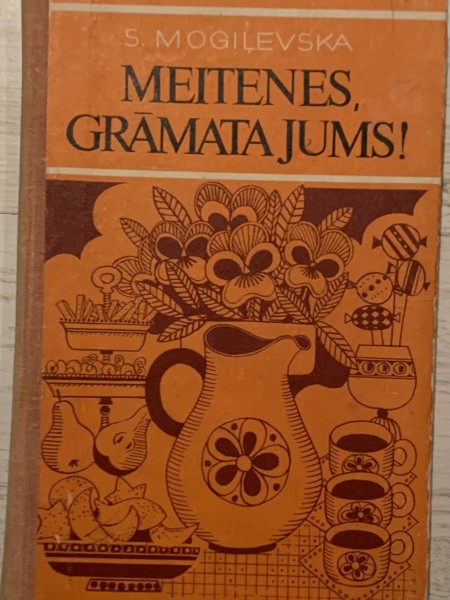 S. MOGIĻEVSKA
MEITENES,
GRĀMATA JUMS!